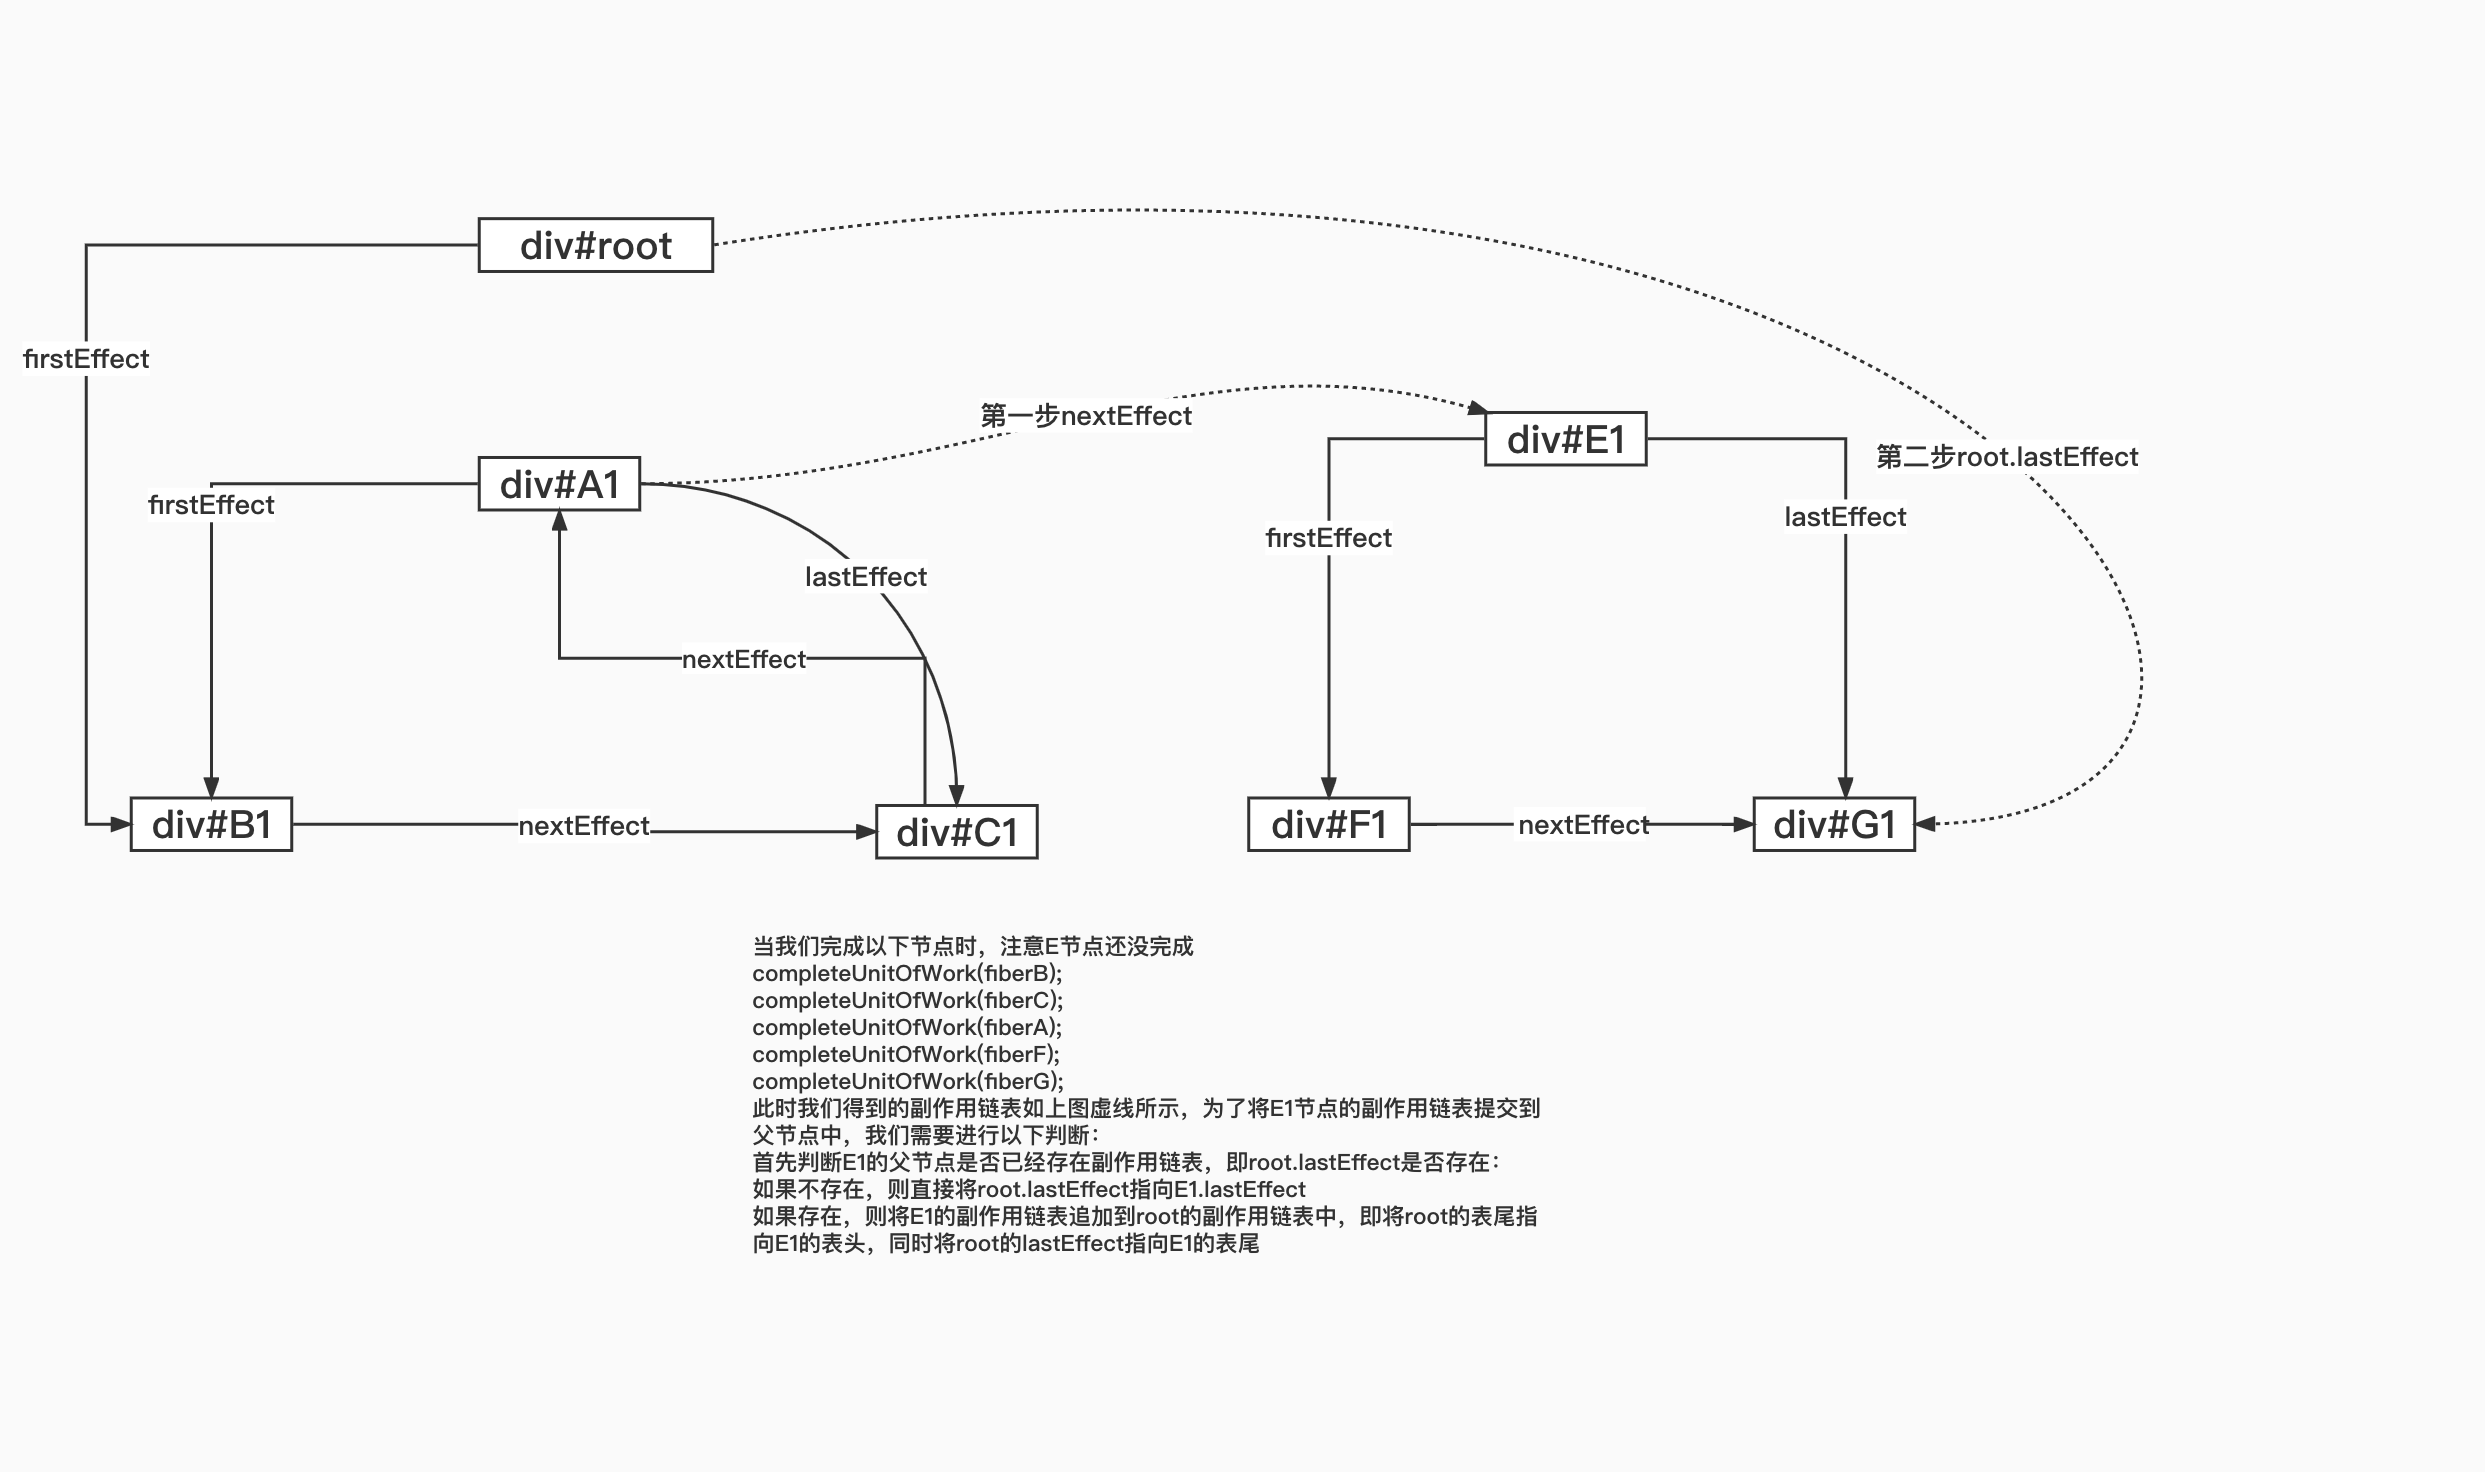 div#root
firstEffect
第一步nextEffect
div#E1
第二步root.lastEffect
div#A1
firstEffect
lastEffect
firstEffect
lastEffect
nextEffect
div#B1
nextEffect
div#C1
div#F1
nextEffect
div#G1
当我们完成以下节点时，注意E节点还没完成
completeUnitOfWork(fiberB);
completeUnitOfWork(fiberC);
completeUnitOfWork(fiberA);
completeUnitOfWork(fiberF);
completeUnitOfWork(fiberG);
此时我们得到的副作用链表如上图虚线所示，为了将E1节点的副作用链表提交到
父节点中，我们需要进行以下判断：
首先判断E1的父节点是否已经存在副作用链表，即root.lastEffect是否存在：
如果不存在，则直接将root.lastEffect指向E1.lastEffect
如果存在，则将E1的副作用链表追加到root的副作用链表中，即将root的表尾指
向E1的表头，同时将root的lastEffect指向E1的表尾